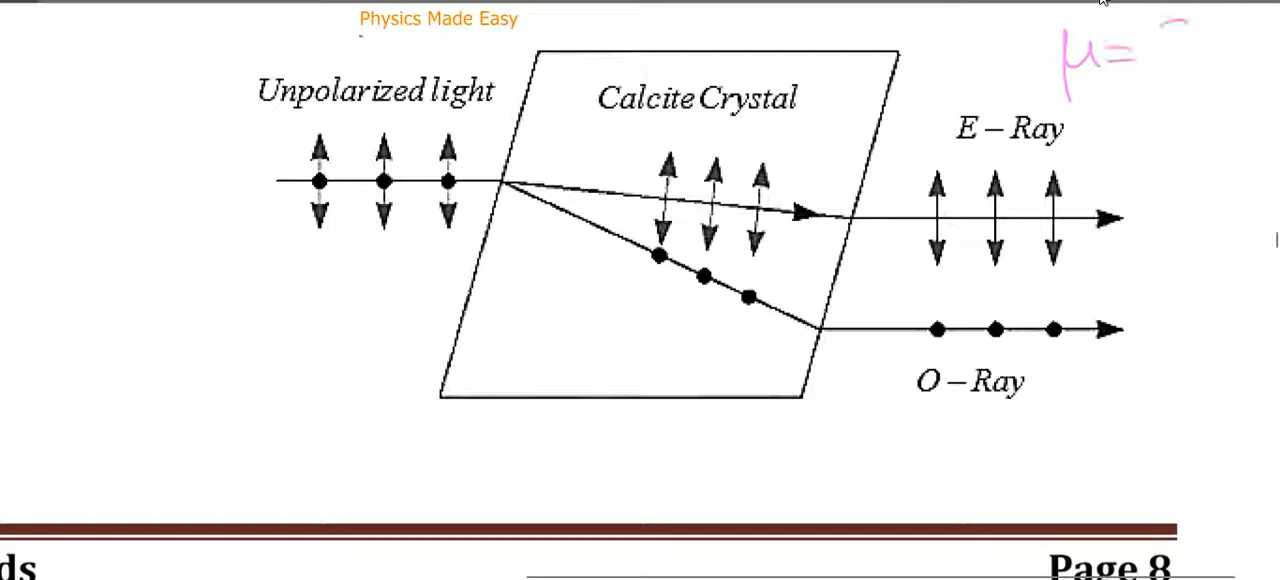 Physics Made Easy
μ=
Unpolarized light
Calcite Crystal
E – Ray
O – Ray
ds
Page 8